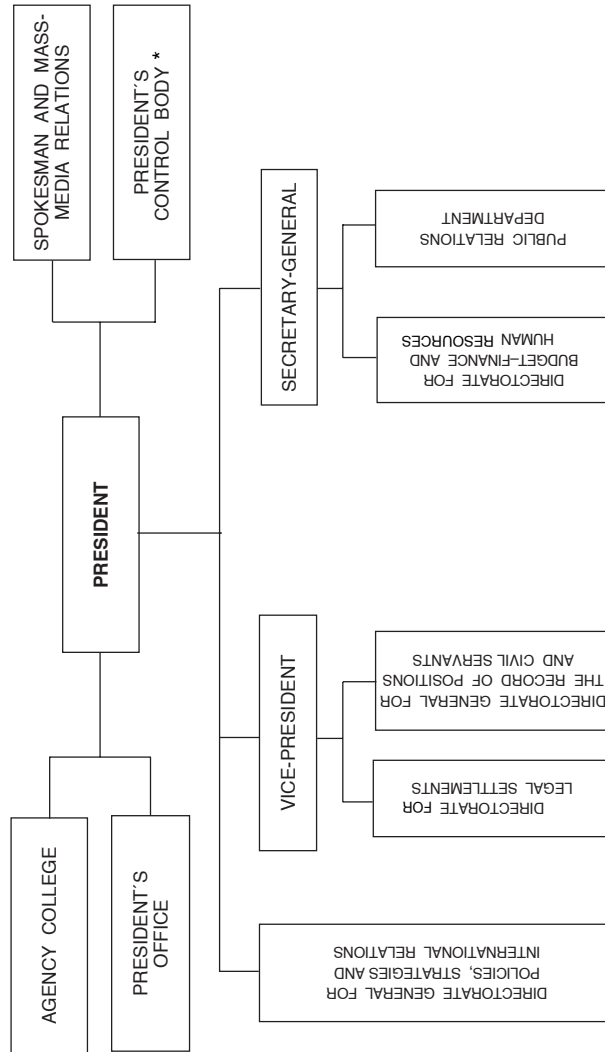 AGENCY COLLEGE
PRESIDENT´S
OFFICE
PRESIDENT
SPOKESMAN AND MASS-
MEDIA RELATIONS
PRESIDENT´S
CONTROL BODY *
VICE-PRESIDENT
SECRETARY-GENERAL
DIRECTORATE GENERAL FOR
POLICIES, STRATEGIES AND
INTERNATIONAL RELATIONS
DIRECTORATE FOR
LEGAL SETTLEMENTS
DIRECTORATE GENERAL FOR
THE RECORD OF POSITIONS
AND CIVIL SERVANTS
DIRECTORATE FOR
BUDGET–FINANCE AND
HUMAN RESOURCES
PUBLIC RELATIONS
DEPARTMENT